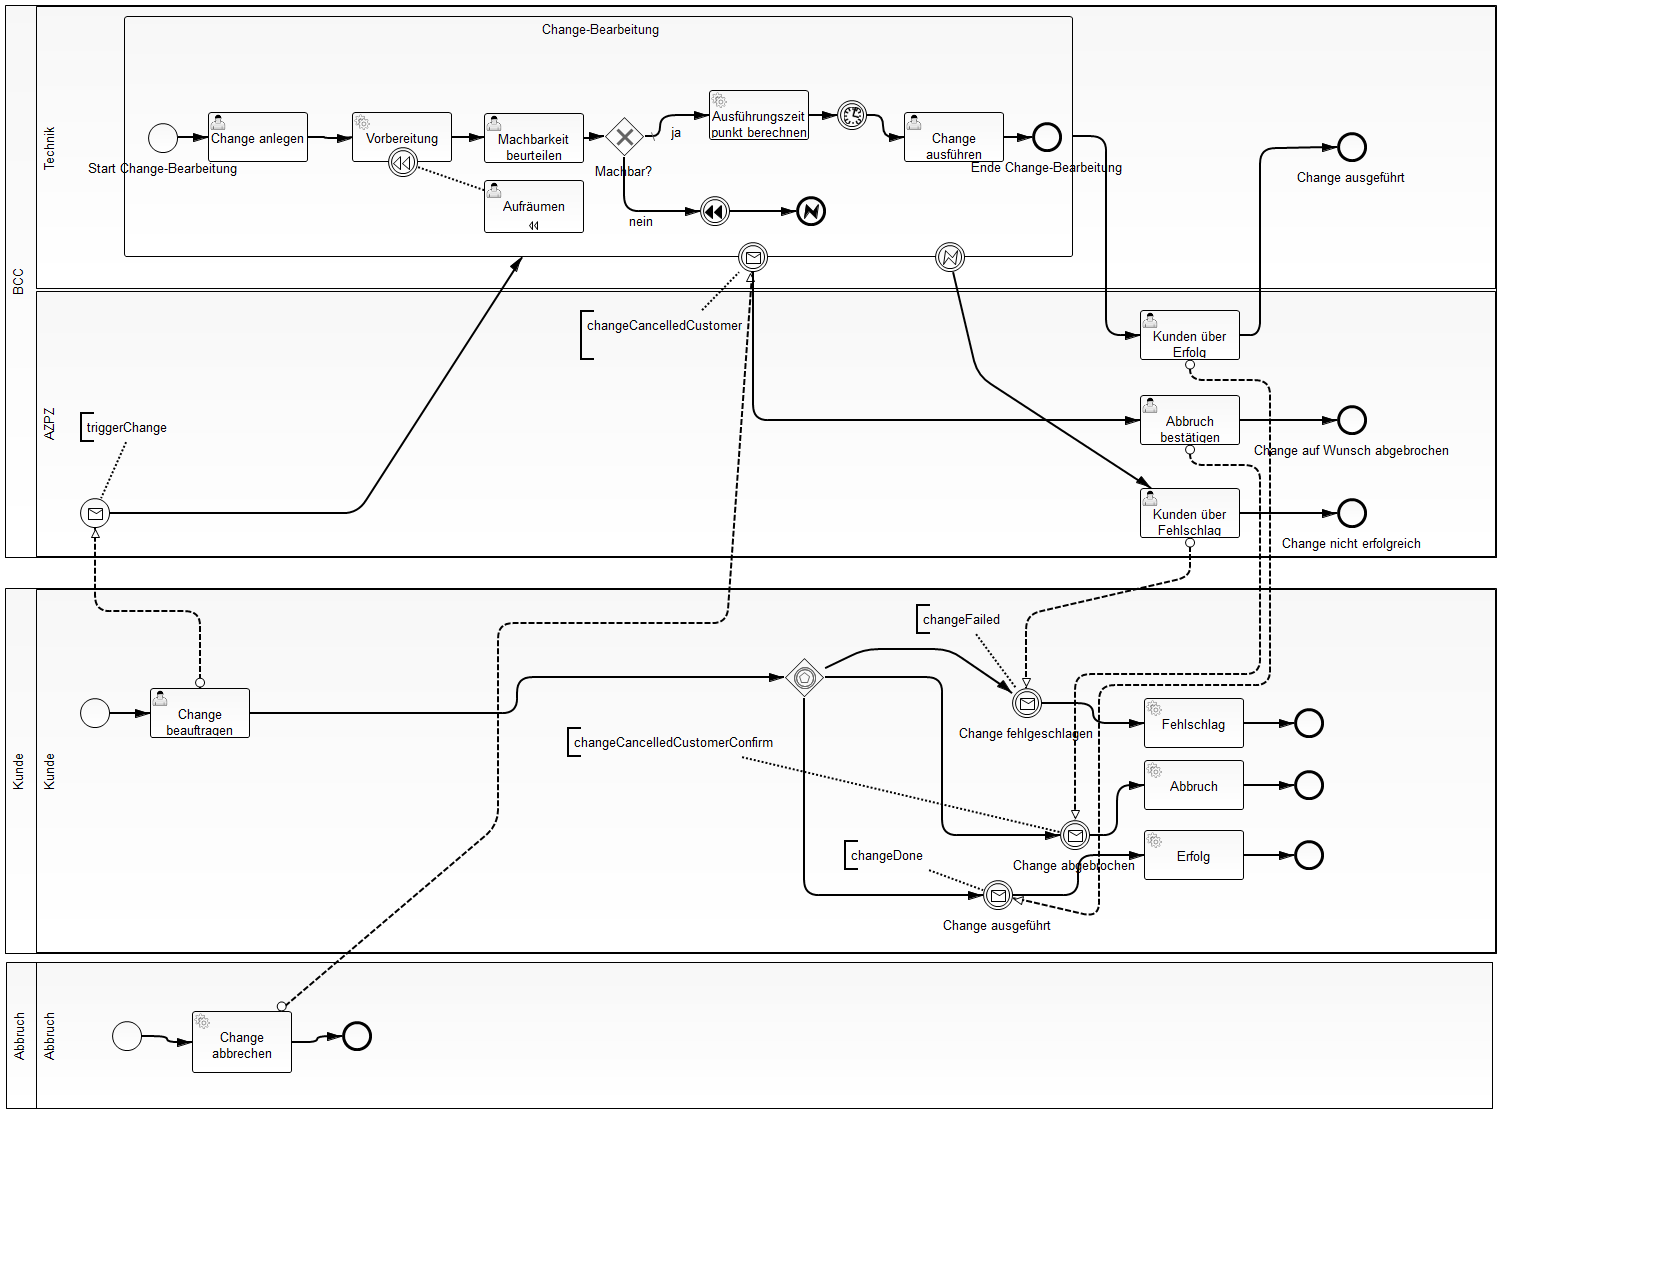 BCC
Technik
Change-Bearbeitung
Start Change-Bearbeitung
Change anlegen
Vorbereitung
Machbarkeit
beurteilen
Aufräumen
Machbar?
ja
nein
Ausführungszeit
punkt berechnen
Change
ausführen
Ende Change-Bearbeitung
Change ausgeführt
AZPZ
triggerChange
changeCancelledCustomer
Kunden über
Erfolg
Abbruch
bestätigen
Change auf Wunsch abgebrochen
Kunden über
Fehlschlag
Change nicht erfolgreich
Kunde
Kunde
Change
beauftragen
changeFailed
Change fehlgeschlagen
Fehlschlag
changeCancelledCustomerConfirm
Abbruch
Change abgebrochen
changeDone
Erfolg
Change ausgeführt
Abbruch
Abbruch
Change
abbrechen